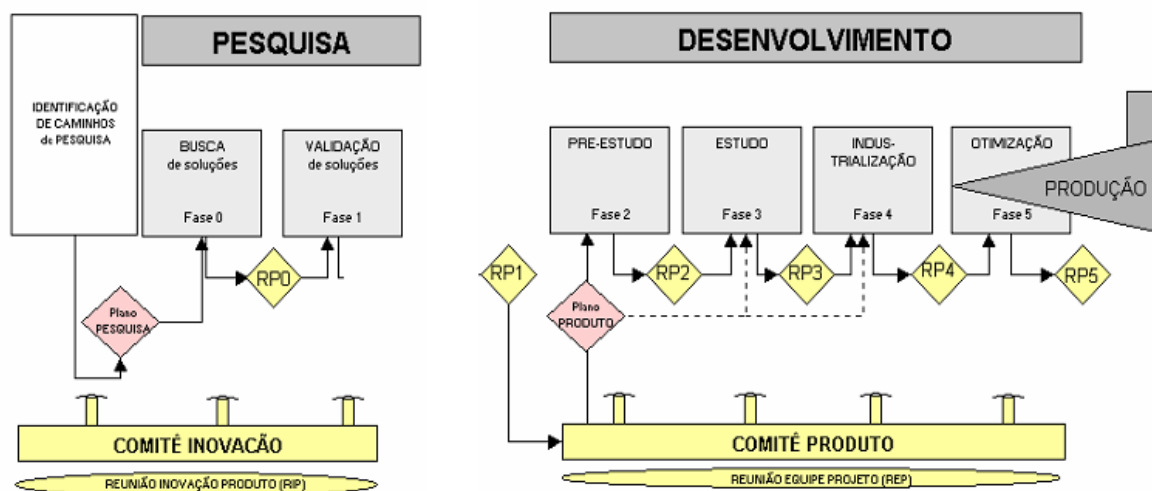 PESQUISA
IDENTIFICAÇÃO
DE CAMINHOS
de PESQUISA
BUSCA
de soluções
Fase 0
VALIDAÇÃO
de soluções
Fase 1
RP0
Plano
PESQUISA
COMITÊ INOVACÃO
REUNIÃO INOVAÇÃO PRODUTO (RIP)
DESENVOLVIMENTO
PRE-ESTUDO
Fase 2
ESTUDO
Fase 3
INDUS-
TRIALIZAÇÃO
Fase 4
OTIMIZAÇÃO
Fase 5
PRODUÇÃO
RP1
RP2
RP3
RP4
RP5
Plano
PRODUTO
COMITÊ PRODUTO
REUNIÃO EQUIPE PROJETO (REP)